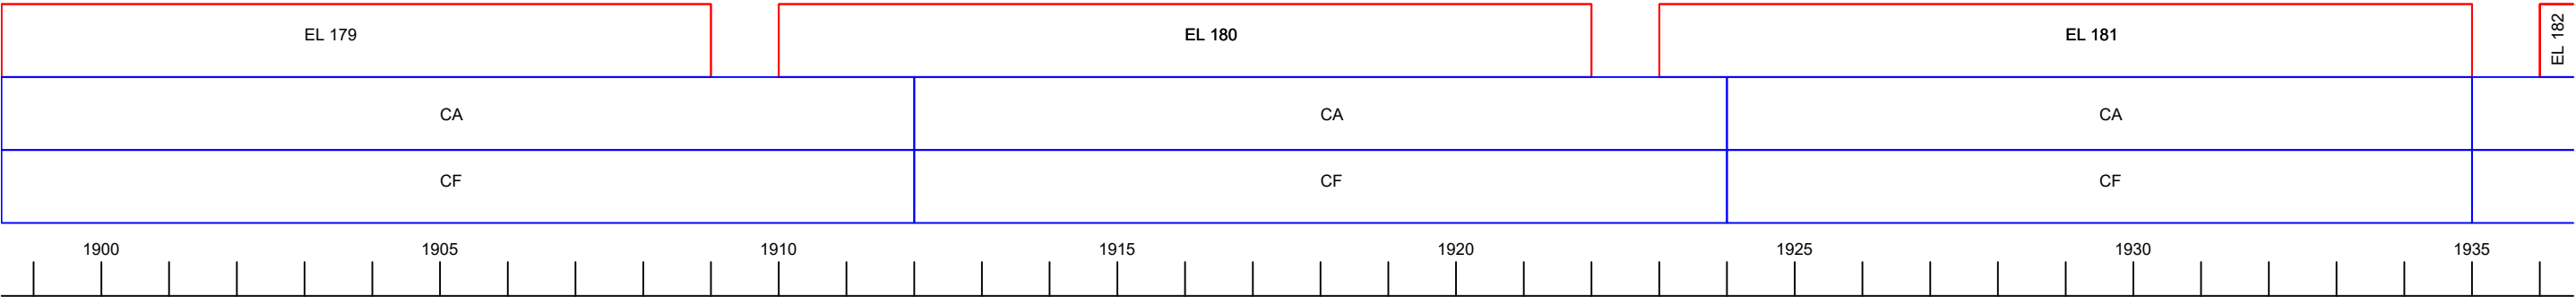 EL 179 EL 180 EL 181 EL 182
CA CA CA
CF CF CF
1900 1905 1910 1915 1920 1925 1930 1935